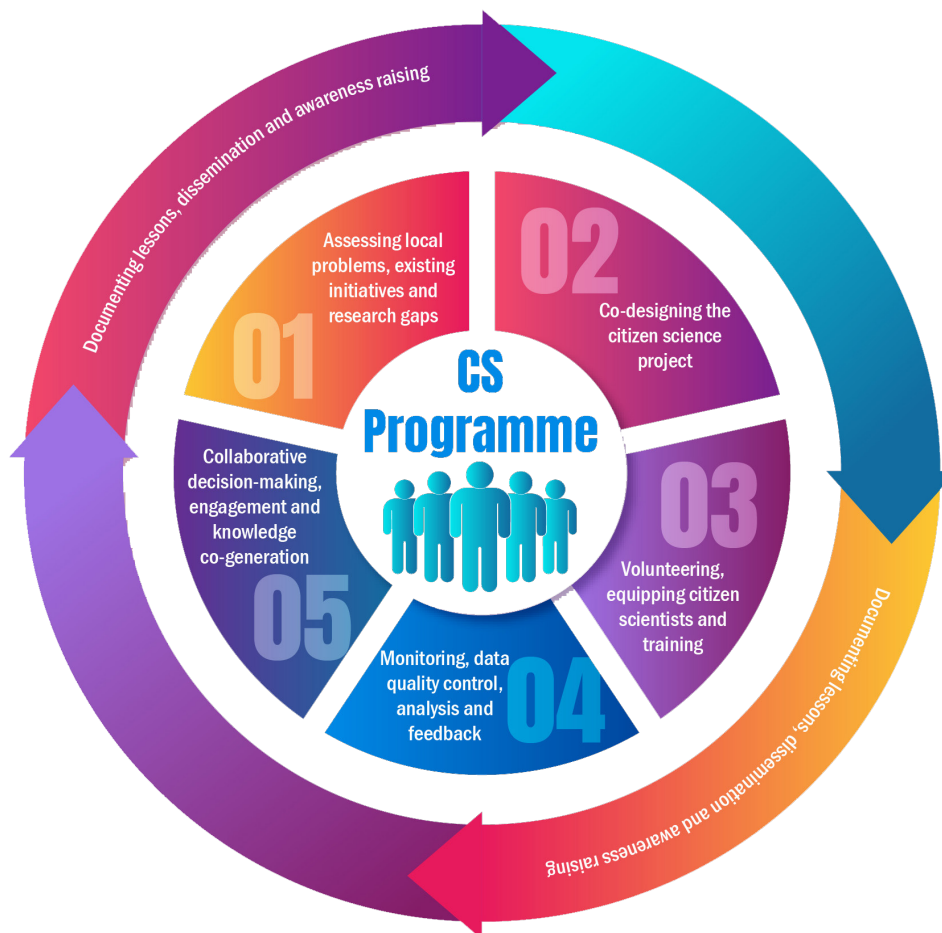 Documenting lessons, dissemination and awareness raising
01
Assessing local
problems, existing
initiatives and
research gaps
02
Co-designing the
citizen science
project
CS
Programme
03
Volunteering,
equipping citizen
scientists and
training
Monitoring, data
quality control,
analysis and
feedback
04
Collaborative
decision-making,
engagement and
knowledge
co-generation
05
Documenting lessons, dissemination and awareness raising